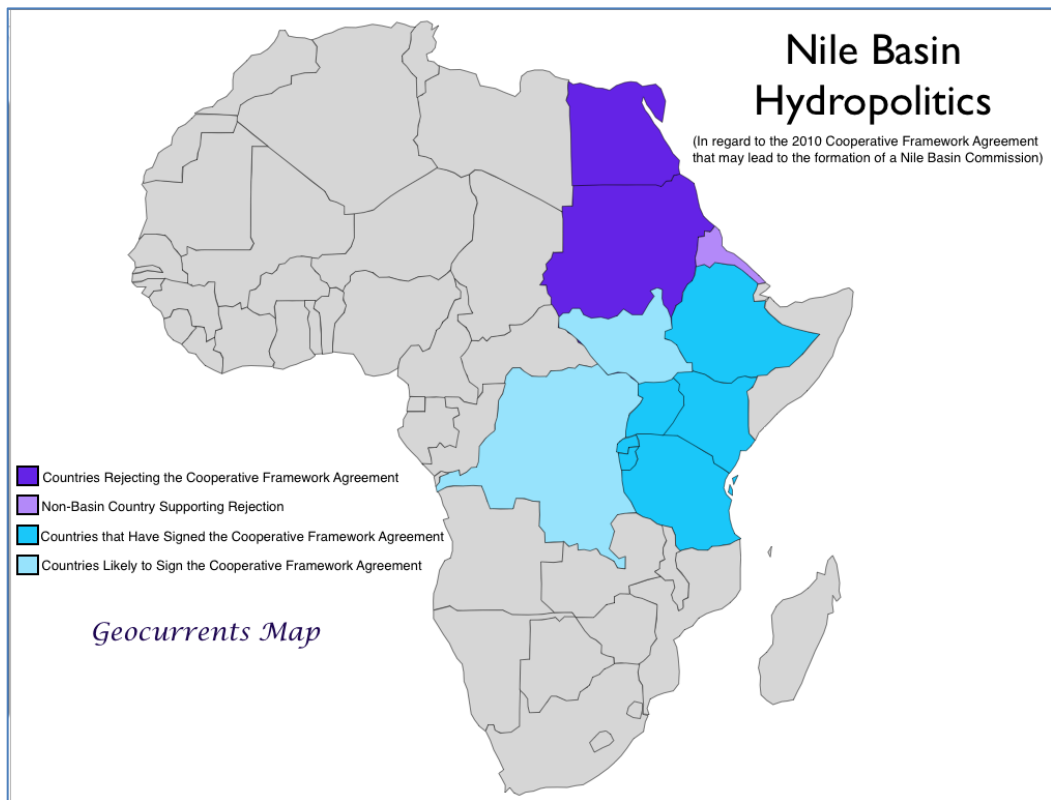 Nile Basin
Hydropolitics
(In regard to the 2010 Cooperative Framework Agreement
that may lead to the formation of a Nile Basin Commission)
Countries Rejecting the Cooperative Framework Agreement
Non-Basin Country Supporting Rejection
Countries that Have Signed the Cooperative Framework Agreement
Countries Likely to Sign the Cooperative Framework Agreement
Geocurrents Map